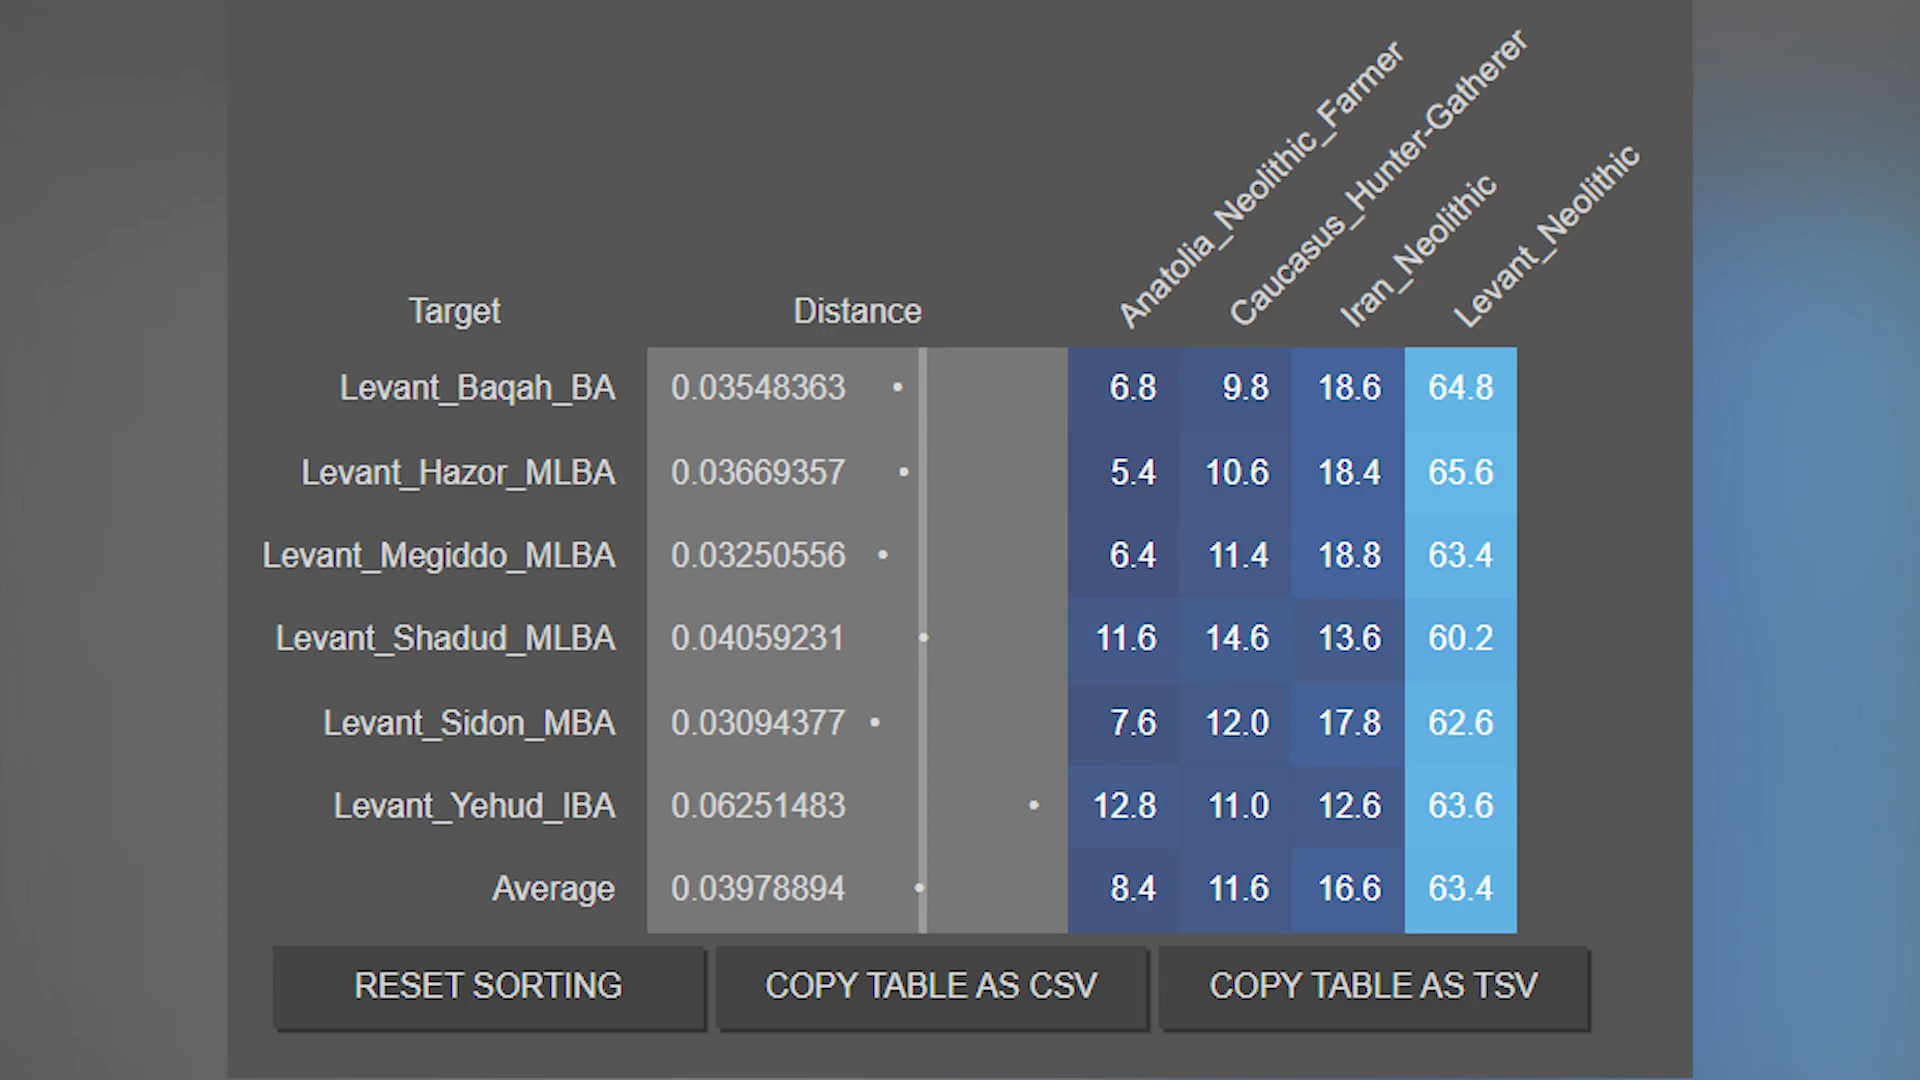 Anatolia_Neolithic_Farmer
Caucasus_Hunter-Gatherer
Iran_Neolithic
Levant_Neolithic
Target Distance
Levant_Baqah_BA 0.03548363 6.8 9.8 18.6 64.8
Levant_Hazor_MLBA 0.03669357 5.4 10.6 18.4 65.6
Levant_Megiddo_MLBA 0.03250556 6.4 11.4 18.8 63.4
Levant_Shadud_MLBA 0.04059231 11.6 14.6 13.6 60.2
Levant_Sidon_MBA 0.03094377 7.6 12.0 17.8 62.6
Levant_Yehud_IBA 0.06251483 12.8 11.0 12.6 63.6
Average 0.03978894 8.4 11.6 16.6 63.4
RESET SORTING COPY TABLE AS CSV COPY TABLE AS TSV